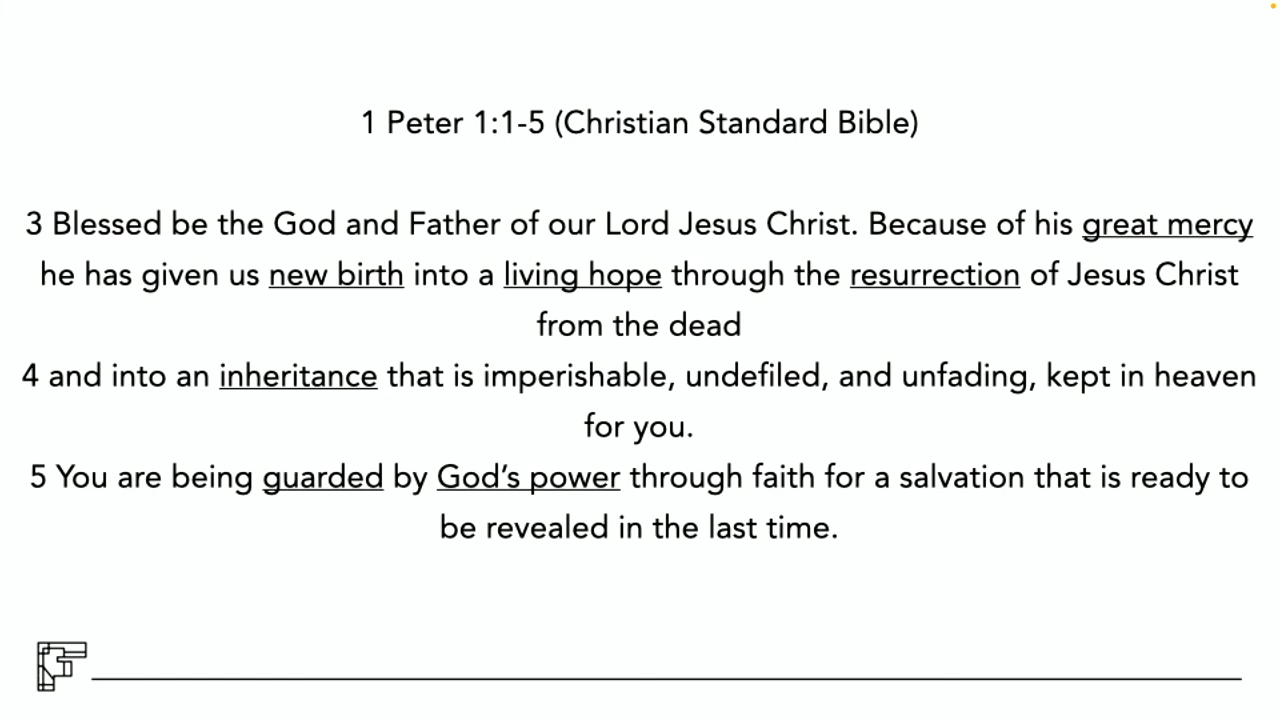 1 Peter 1:1-5 (Christian Standard Bible)
3 Blessed be the God and Father of our Lord Jesus Christ. Because of his great mercy
he has given us new birth into a living hope through the resurrection of Jesus Christ
from the dead
4 and into an inheritance that is imperishable, undefiled, and unfading, kept in heaven
for you.
5 You are being guarded by God’s power through faith for a salvation that is ready to
be revealed in the last time.